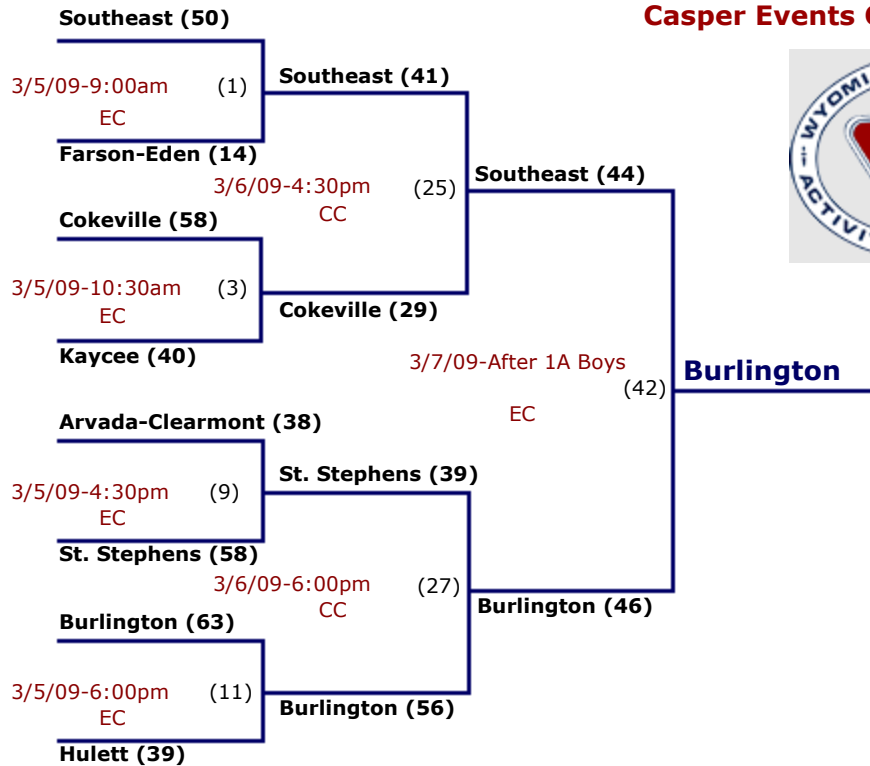 Southeast (50)
Casper Events
3/5/09-9:00am
(1)
EC
Southeast (41)
Farson-Eden (14)
3/6/09-4:30pm
(25)
CC
Southeast (44)
Cokeville (58)
3/5/09-10:30am
(3)
EC
Cokeville (29)
Kaycee (40)
3/7/09-After 1A Boys
(42)
EC
Burlington
Arvada-Clearmont (38)
3/5/09-4:30pm
(9)
EC
St. Stephens (39)
St. Stephens (58)
3/6/09-6:00pm
(27)
CC
Burlington (46)
Burlington (63)
3/5/09-6:00pm
(11)
EC
Burlington (56)
Hulett (39)